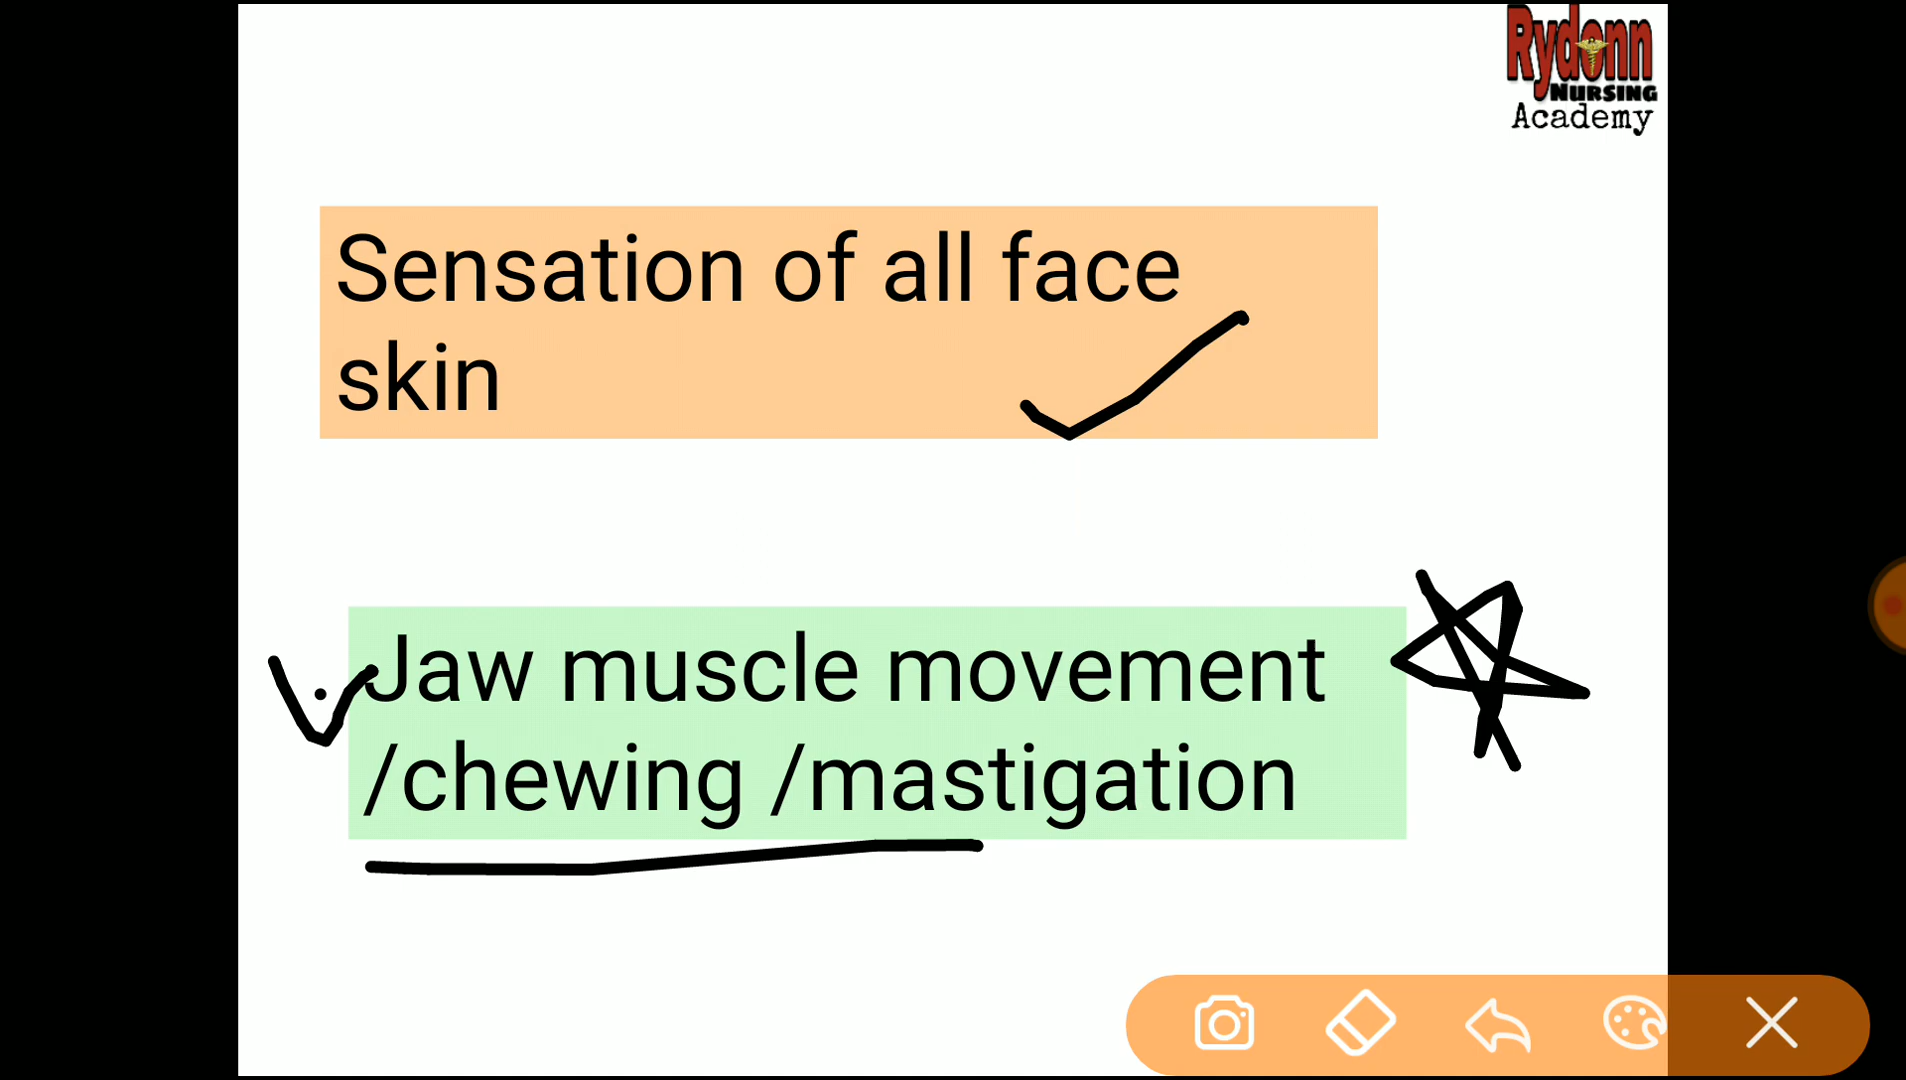 Rydonn
NURSING
Academy
Sensation of all face
skin
Jaw muscle movement
/chewing /mastigation